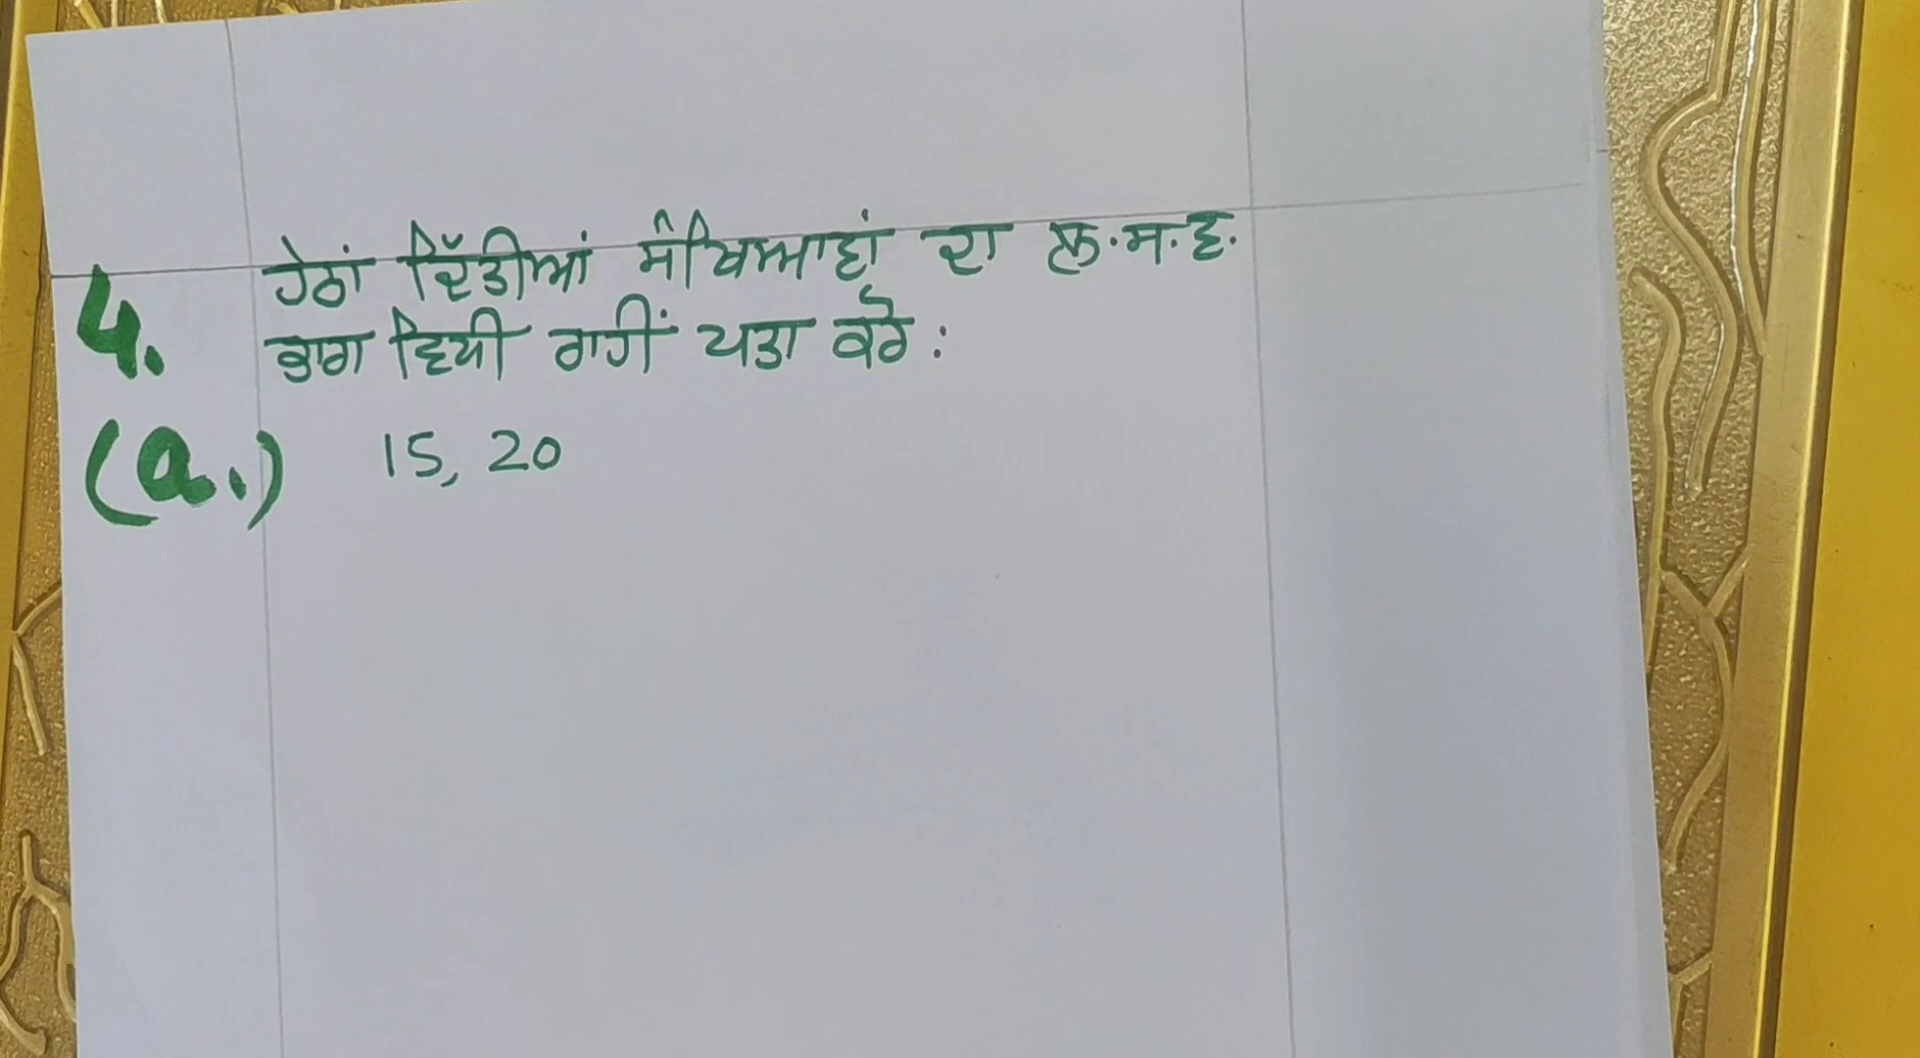 4. ਹੇਠਾਂ ਦਿੱਤੀਆਂ ਸੰਖਿਆਵਾਂ ਦਾ ਲ.ਸ.ਵ.
ਭਾਗ ਵਿਧੀ ਰਾਹੀਂ ਪਤਾ ਕਰੋ :
(a.) 15, 20